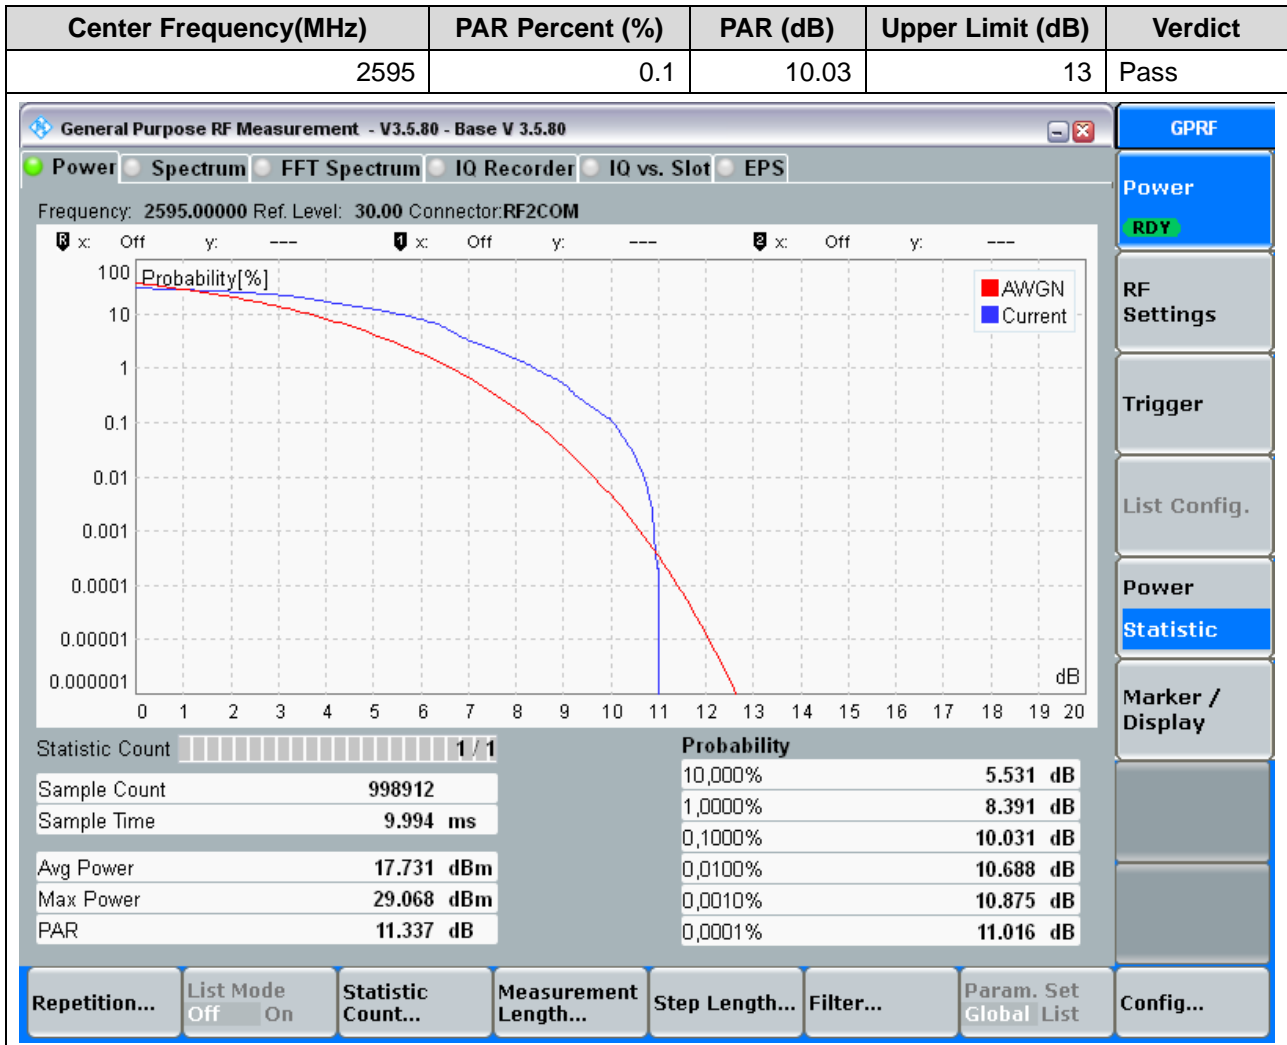 Center Frequency(MHz) PAR Percent (%) PAR (dB) Upper Limit (dB) Verdict
2595 0.1 10.03 13 Pass
General Purpose RF Measurement - V3.5.80 - Base V 3.5.80
GPRF
Power Spectrum FFT Spectrum IQ Recorder IQ vs. Slot EPS
Frequency: 2595.00000 Ref. Level: 30.00 Connector:RF2COM
R x: Off y: --- 1 x: Off y: --- 2 x: Off y: ---
Probability[%]
AWGN
Current
100
10
1
0.1
0.01
0.001
0.0001
0.00001
0.000001
dB
0 1 2 3 4 5 6 7 8 9 10 11 12 13 14 15 16 17 18 19 20
Statistic Count 1 / 1
Sample Count 998912
Sample Time 9.994 ms
Avg Power 17.731 dBm
Max Power 29.068 dBm
PAR 11.337 dB
Probability
10,000% 5.531 dB
1,0000% 8.391 dB
0,1000% 10.031 dB
0,0100% 10.688 dB
0,0010% 10.875 dB
0,0001% 11.016 dB
Power
RDY
RF
Settings
Trigger
List Config.
Power
Statistic
Marker /
Display
Repetition...
List Mode
Off On
Statistic
Count...
Measurement
Length...
Step Length...
Filter...
Param. Set
Global List
Config...